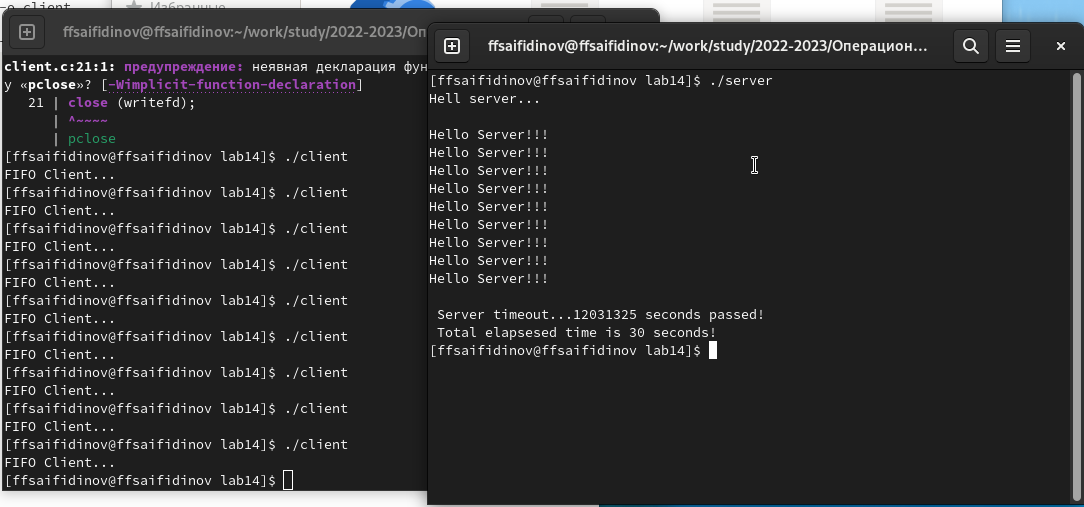 -o client
Избранные
ffsaifidinov@ffsaifidinov:~/work/study/2022-2023/Оп
client.c:21:1: предупреждение: неявная декларация фун
у «pclose»? [-Wimplicit-function-declaration]
21 | close (writefd);
| ^~~~~
| pclose
[ffsaifidinov@ffsaifidinov lab14]$ ./client
FIFO Client...
[ffsaifidinov@ffsaifidinov lab14]$ ./client
FIFO Client...
[ffsaifidinov@ffsaifidinov lab14]$ ./client
FIFO Client...
[ffsaifidinov@ffsaifidinov lab14]$ ./client
FIFO Client...
[ffsaifidinov@ffsaifidinov lab14]$ ./client
FIFO Client...
[ffsaifidinov@ffsaifidinov lab14]$ ./client
FIFO Client...
[ffsaifidinov@ffsaifidinov lab14]$ ./client
FIFO Client...
[ffsaifidinov@ffsaifidinov lab14]$ ./client
FIFO Client...
[ffsaifidinov@ffsaifidinov lab14]$ ./client
FIFO Client...
[ffsaifidinov@ffsaifidinov lab14]$
ffsaifidinov@ffsaifidinov:~/work/study/2022-2023/Операцион...
[ffsaifidinov@ffsaifidinov lab14]$ ./server
Hell server...
Hello Server!!!
Hello Server!!!
Hello Server!!!
Hello Server!!!
Hello Server!!!
Hello Server!!!
Hello Server!!!
Hello Server!!!
Hello Server!!!
Server timeout...12031325 seconds passed!
Total elapsesed time is 30 seconds!
[ffsaifidinov@ffsaifidinov lab14]$